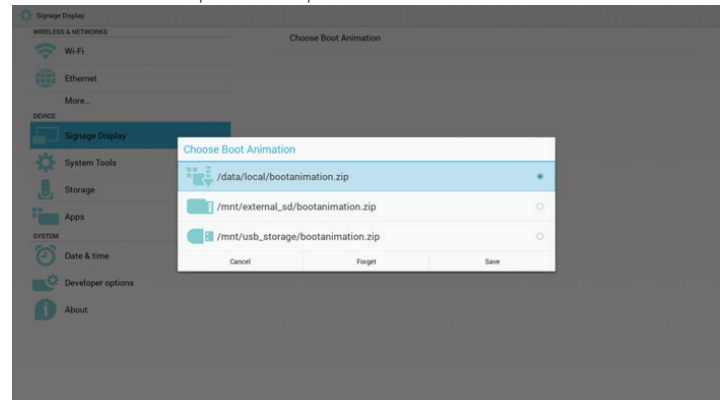 Signage Display
WIRELESS & NETWORKS
Choose Boot Animation
Wi-Fi
Ethernet
More...
DEVICE
Signage Display
System Tools
Storage
Apps
SYSTEM
Date & time
Developer options
About
Choose Boot Animation
/data/local/bootanimation.zip
/mnt/external_sd/bootanimation.zip
/mnt/usb_storage/bootanimation.zip
Cancel Forget Save